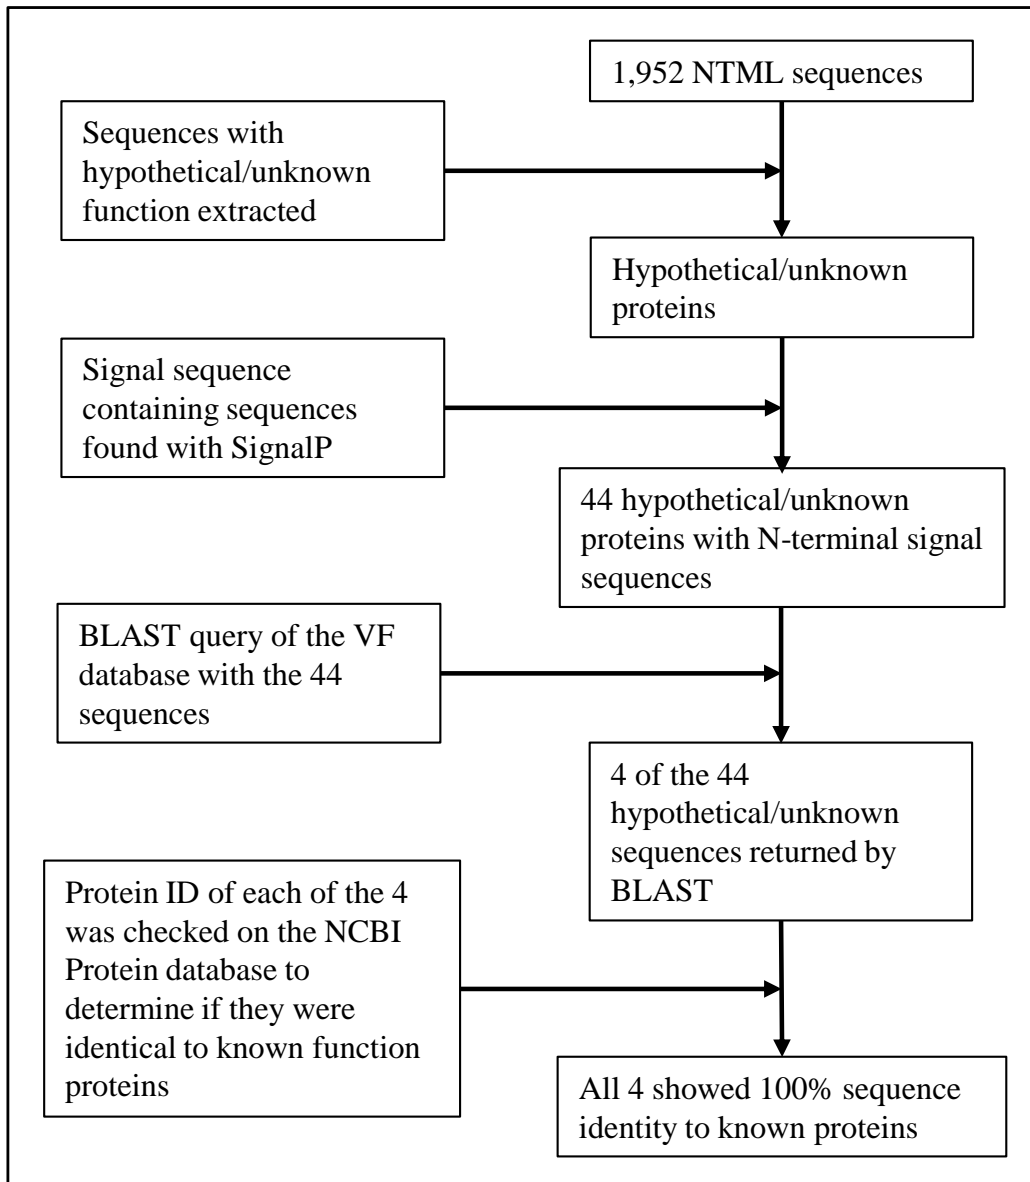 1,952 NTML sequences
Sequences with
hypothetical/unknown
function extracted
Hypothetical/unknown
proteins
Signal sequence
containing sequences
found with SignalP
44 hypothetical/unknown
proteins with N-terminal signal
sequences
BLAST query of the VF
database with the 44
sequences
4 of the 44
hypothetical/unknown
sequences returned by
BLAST
Protein ID of each of the 4
was checked on the NCBI
Protein database to
determine if they were
identical to known function
proteins
All 4 showed 100% sequence
identity to known proteins